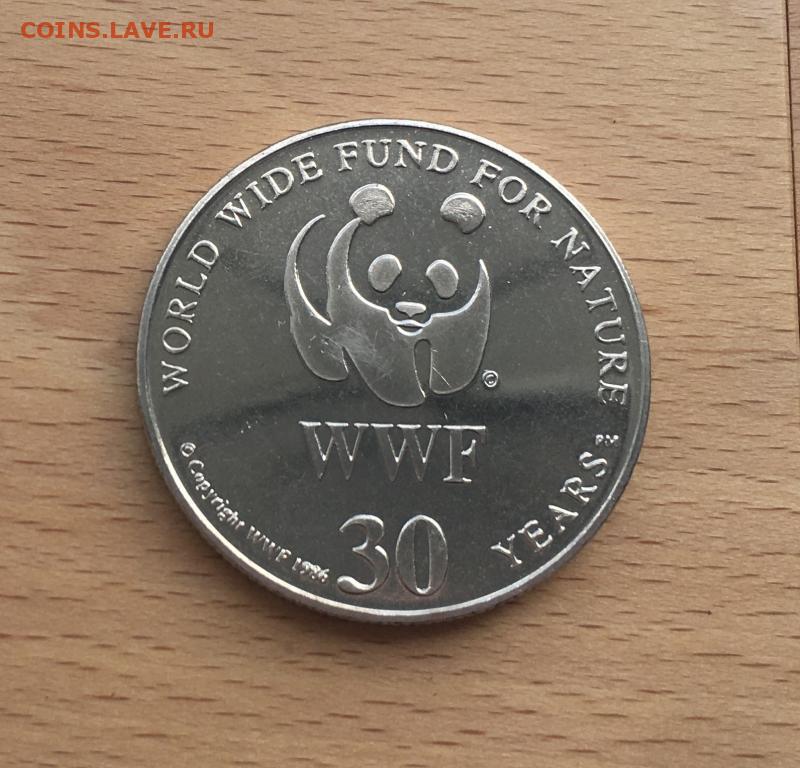 COINS.LAVE.RU
WORLD WIDE FUND FOR NATURE
©
WWF
30
YEARS
© Copyright WWF 1986